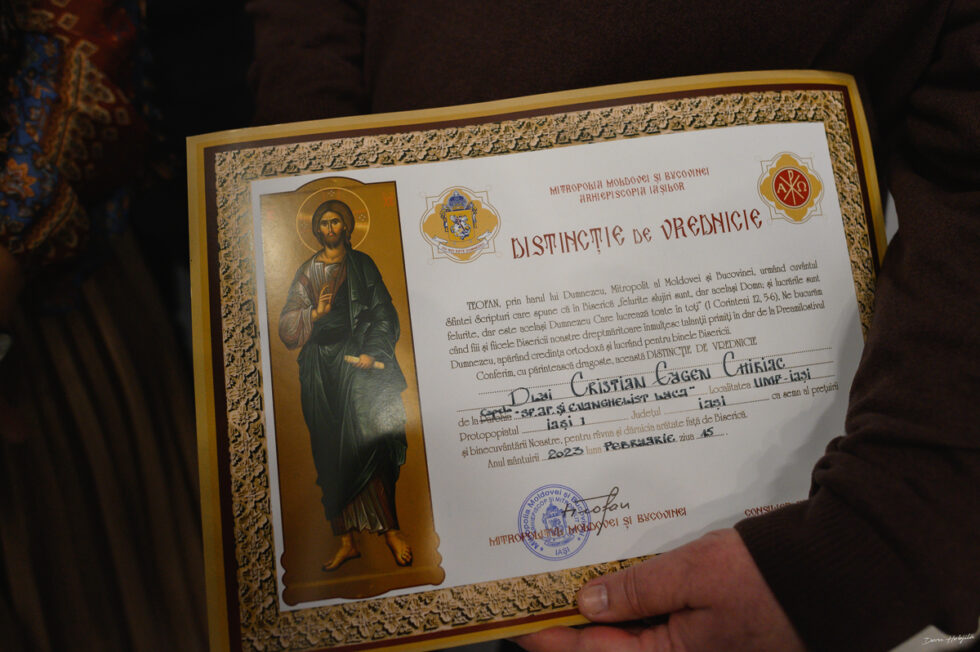 MITROPOLIA MOLDOVEI ȘI BUCOVINEI
ARHIEPISCOPIA IAȘILOR
DISTINCȚIE DE VREDNICIE
TEOFAN, prin harul lui Dumnezeu, Mitropolit al Moldovei și Bucovinei, urmând cuvântul
Sfintei Scripturi care spune că în Biserică „felurite slujiri sunt, dar același Domn; și lucrările sunt
felurite, dar este același Dumnezeu Care lucrează toate în toți” (I Corinteni 12, 5-6), Ne bucurăm
când fiii și fiicele Bisericii noastre dreptmăritoare înmulțesc talanții primiți în dar de la Preamilostivul
Dumnezeu, apărând credința ortodoxă și lucrând pentru binele Bisericii.
Conferim, cu părintească dragoste, această DISTINCȚIE DE VREDNICIE
Dlui CRISTIAN EUGEN CHIRIAC
de la Parohia Capela "SF. AP. ȘI EVANGHELIST LUCA" Localitatea UMF-IAȘI
Protopopiatul IAȘI 1 Județul IAȘI ca semn al prețuirii
și binecuvântării Noastre, pentru râvna și dărnicia arătate față de Biserică.
Anul mântuirii 2023 luna FEBRUARIE ziua 15
Teofan
MITROPOLITUL MOLDOVEI ȘI BUCOVINEI
IAȘI